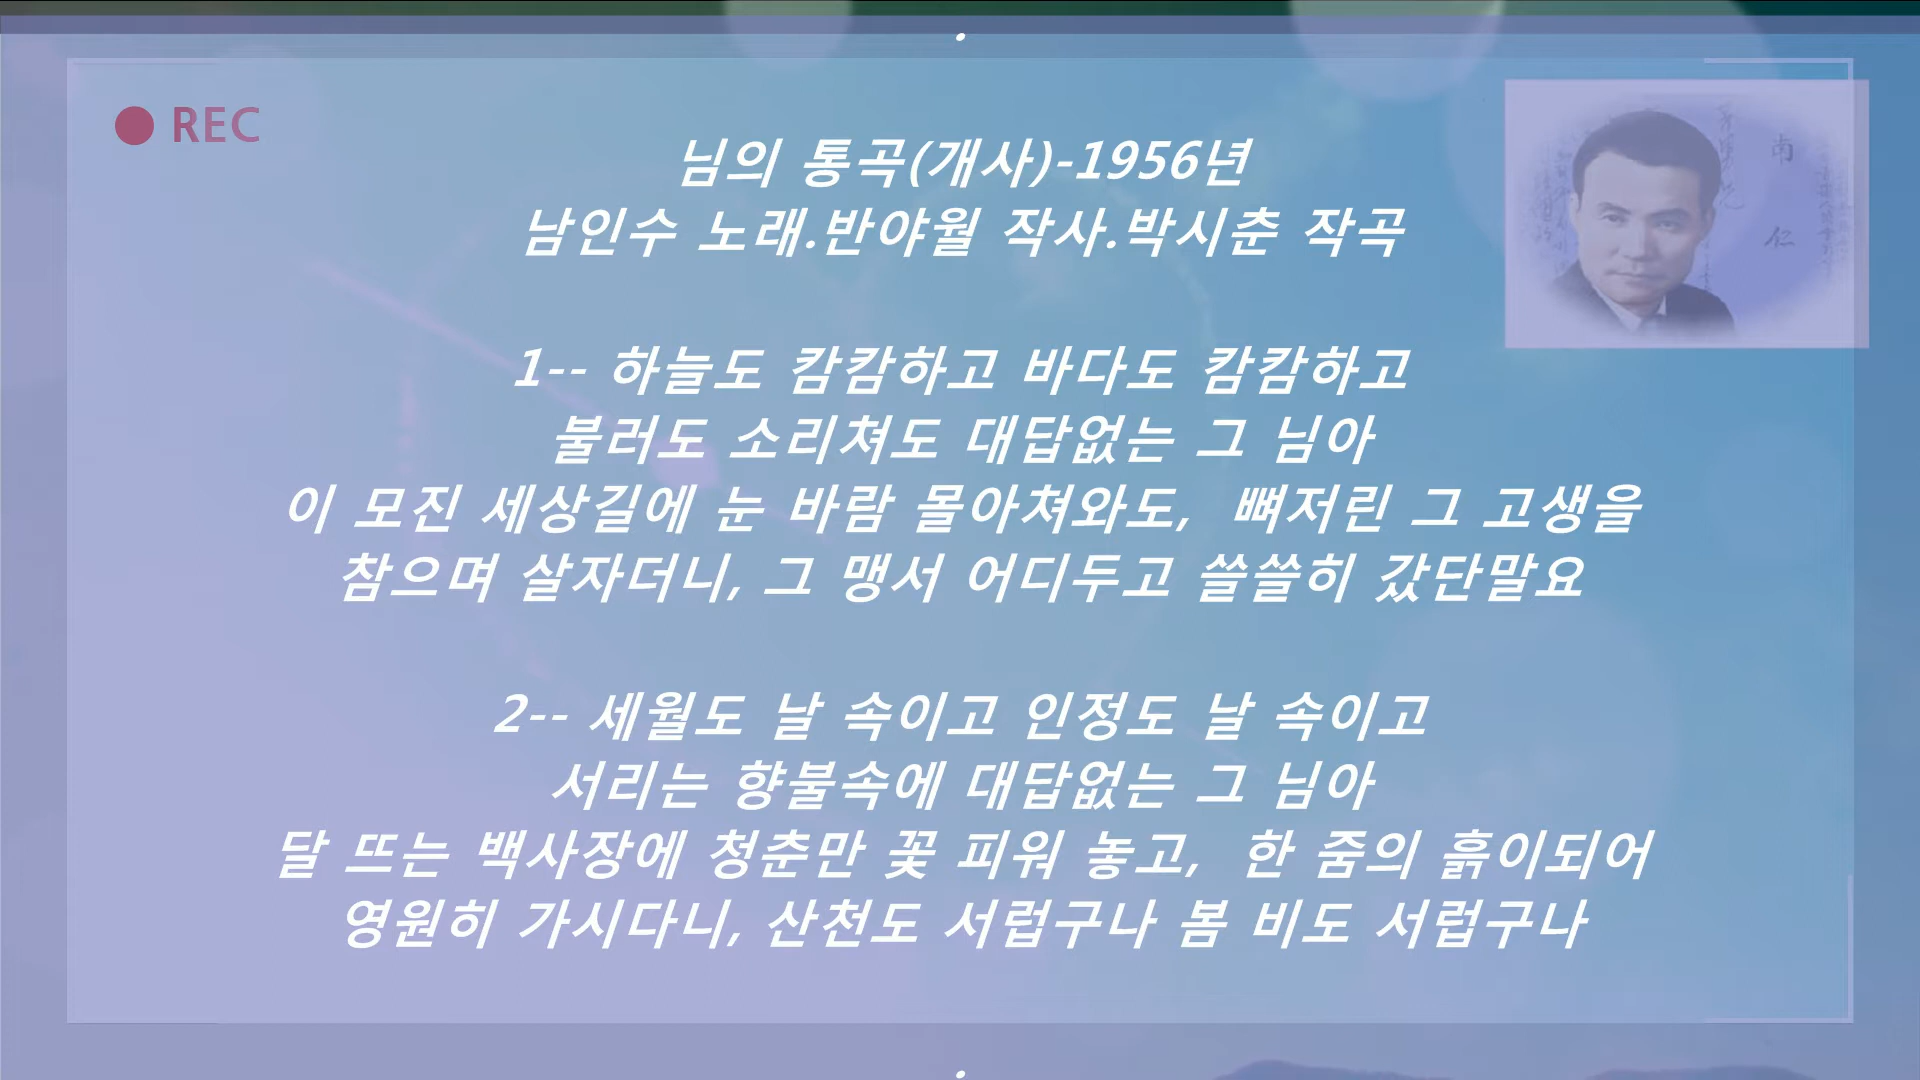 REC
님의 통곡(개사)-1956년
남인수 노래.반야월 작사.박시춘 작곡
1-- 하늘도 캄캄하고 바다도 캄캄하고
불러도 소리쳐도 대답없는 그 님아
이 모진 세상길에 눈 바람 몰아쳐와도, 뼈저린 그 고생을
참으며 살자더니, 그 맹서 어디두고 쓸쓸히 갔단말요
2-- 세월도 날 속이고 인정도 날 속이고
서리는 향불속에 대답없는 그 님아
달 뜨는 백사장에 청춘만 꽃 피워 놓고, 한 줌의 흙이되어
영원히 가시다니, 산천도 서럽구나 봄 비도 서럽구나
南
仁